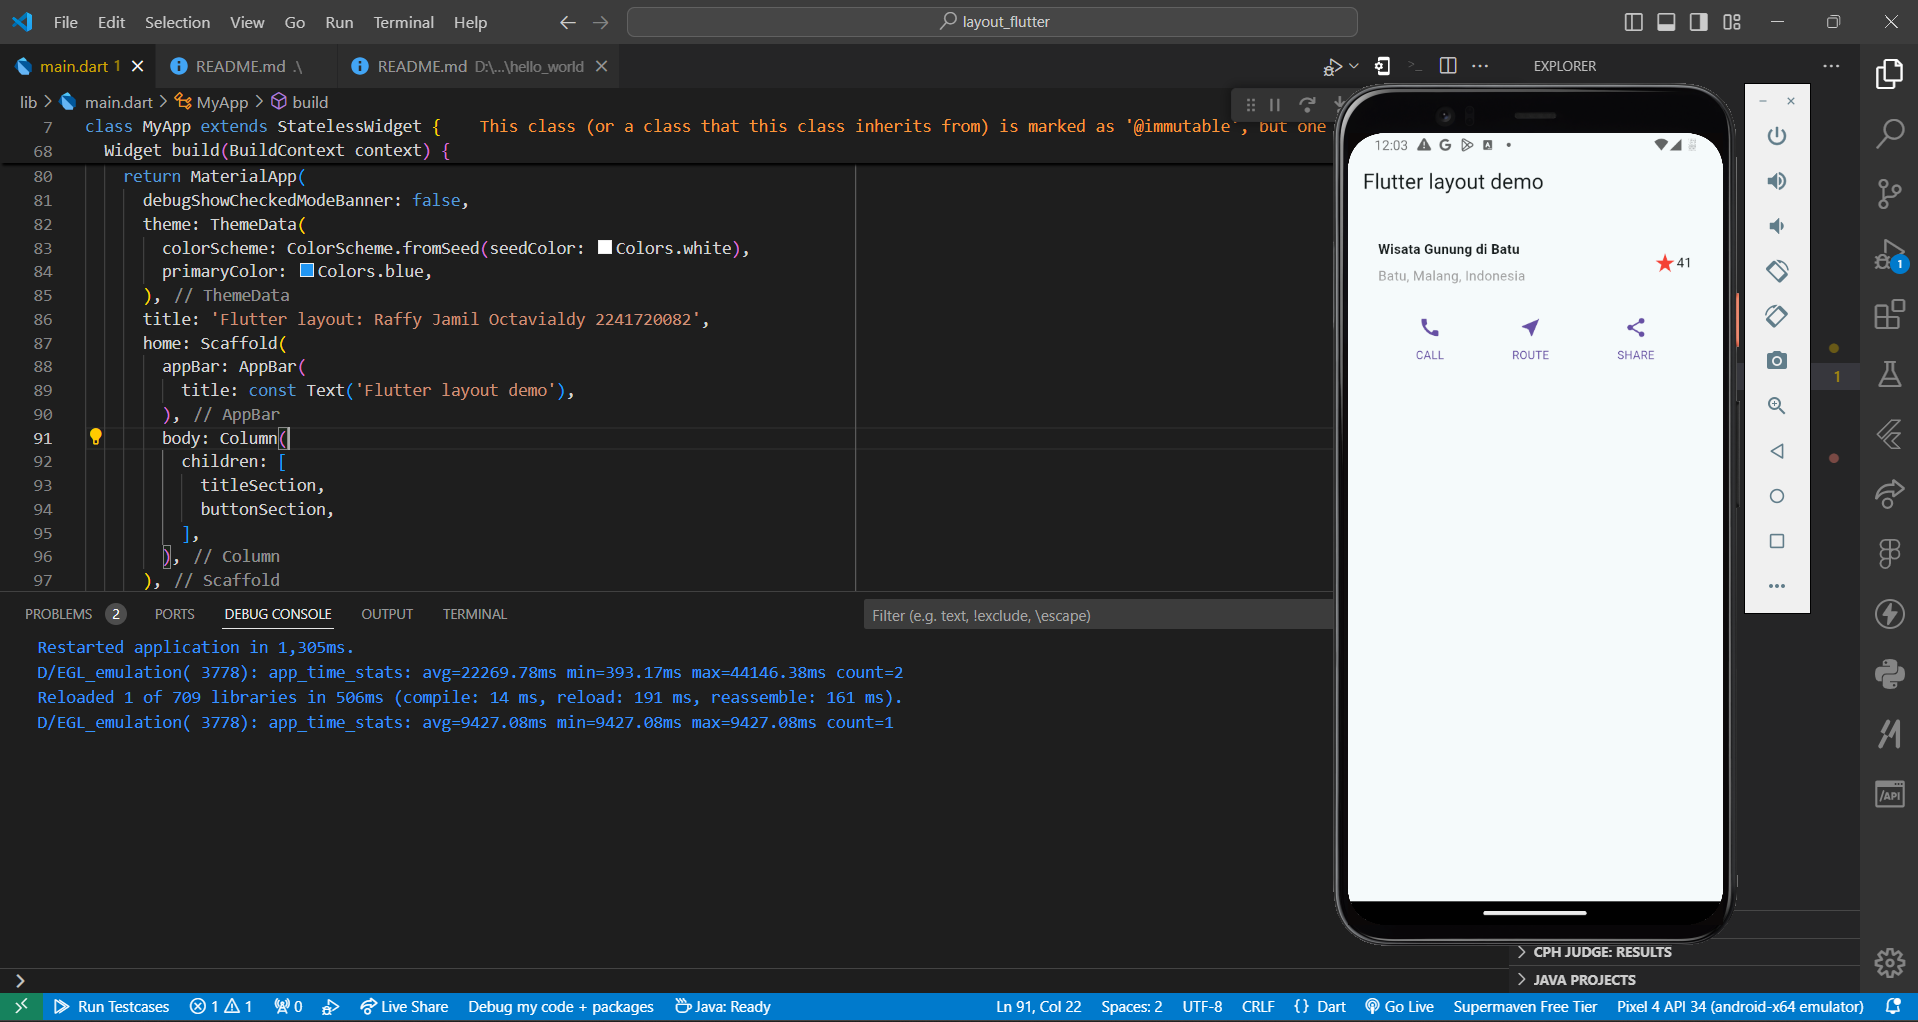 File Edit Selection View Go Run Terminal Help
layout_flutter
main.dart 1
README.md .\
README.md D:\...\hello_world
EXPLORER
lib > main.dart > MyApp > build
7 class MyApp extends StatelessWidget { This class (or a class that this class inherits from) is marked as '@immutable', but one
68 Widget build(BuildContext context) {
80 return MaterialApp(
81 debugShowCheckedModeBanner: false,
82 theme: ThemeData(
83 colorScheme: ColorScheme.fromSeed(seedColor: Colors.white),
84 primaryColor: Colors.blue,
85 ), // ThemeData
86 title: 'Flutter layout: Raffy Jamil Octavialdy 2241720082',
87 home: Scaffold(
88 appBar: AppBar(
89 title: const Text('Flutter layout demo'),
90 ), // AppBar
91 body: Column(
92 children: [
93 titleSection,
94 buttonSection,
95 ],
96 ), // Column
97 ), // Scaffold
PROBLEMS 2 PORTS DEBUG CONSOLE OUTPUT TERMINAL
Filter (e.g. text, !exclude, \escape)
Restarted application in 1,305ms.
D/EGL_emulation( 3778): app_time_stats: avg=22269.78ms min=393.17ms max=44146.38ms count=2
Reloaded 1 of 709 libraries in 506ms (compile: 14 ms, reload: 191 ms, reassemble: 161 ms).
D/EGL_emulation( 3778): app_time_stats: avg=9427.08ms min=9427.08ms max=9427.08ms count=1
12:03
Flutter layout demo
Wisata Gunung di Batu
41
Batu, Malang, Indonesia
CALL ROUTE SHARE
1
1
/API
CPH JUDGE: RESULTS
JAVA PROJECTS
Run Testcases 1 1 0 Live Share Debug my code + packages Java: Ready
Ln 91, Col 22 Spaces: 2 UTF-8 CRLF {} Dart Go Live Supermaven Free Tier Pixel 4 API 34 (android-x64 emulator)